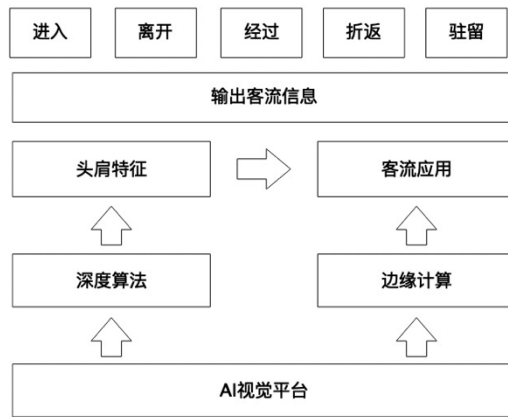 进入
离开
经过
折返
驻留
输出客流信息
头肩特征
客流应用
深度算法
边缘计算
AI视觉平台